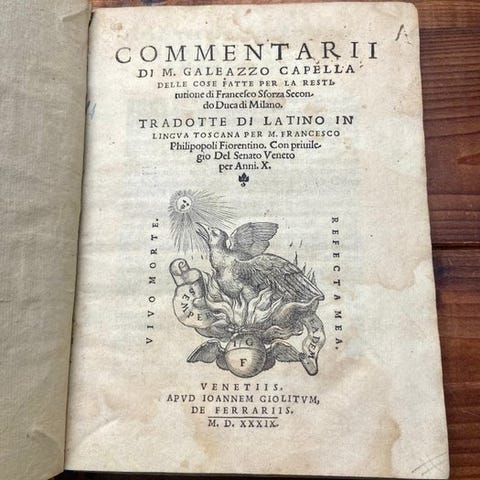 COMMENTARII
DI M. GALEAZZO CAPELLA
DELLE COSE FATTE PER LA RESTI
tutione di Francesco Sforza Secon-
do Duca di Milano.
TRADOTTE DI LATINO IN
LINGVA TOSCANA PER M. FRANCESCO
Philipopoli Fiorentino. Con priuile-
gio Del Senato Veneto
per Anni. X.
VIVO MORTE.
REFECTA MEA.
SEMPER
EADEM
I G
F
VENETIIS.
APVD IOANNEM GIOLITVM,
DE FERRARIIS.
M. D. XXXIX.